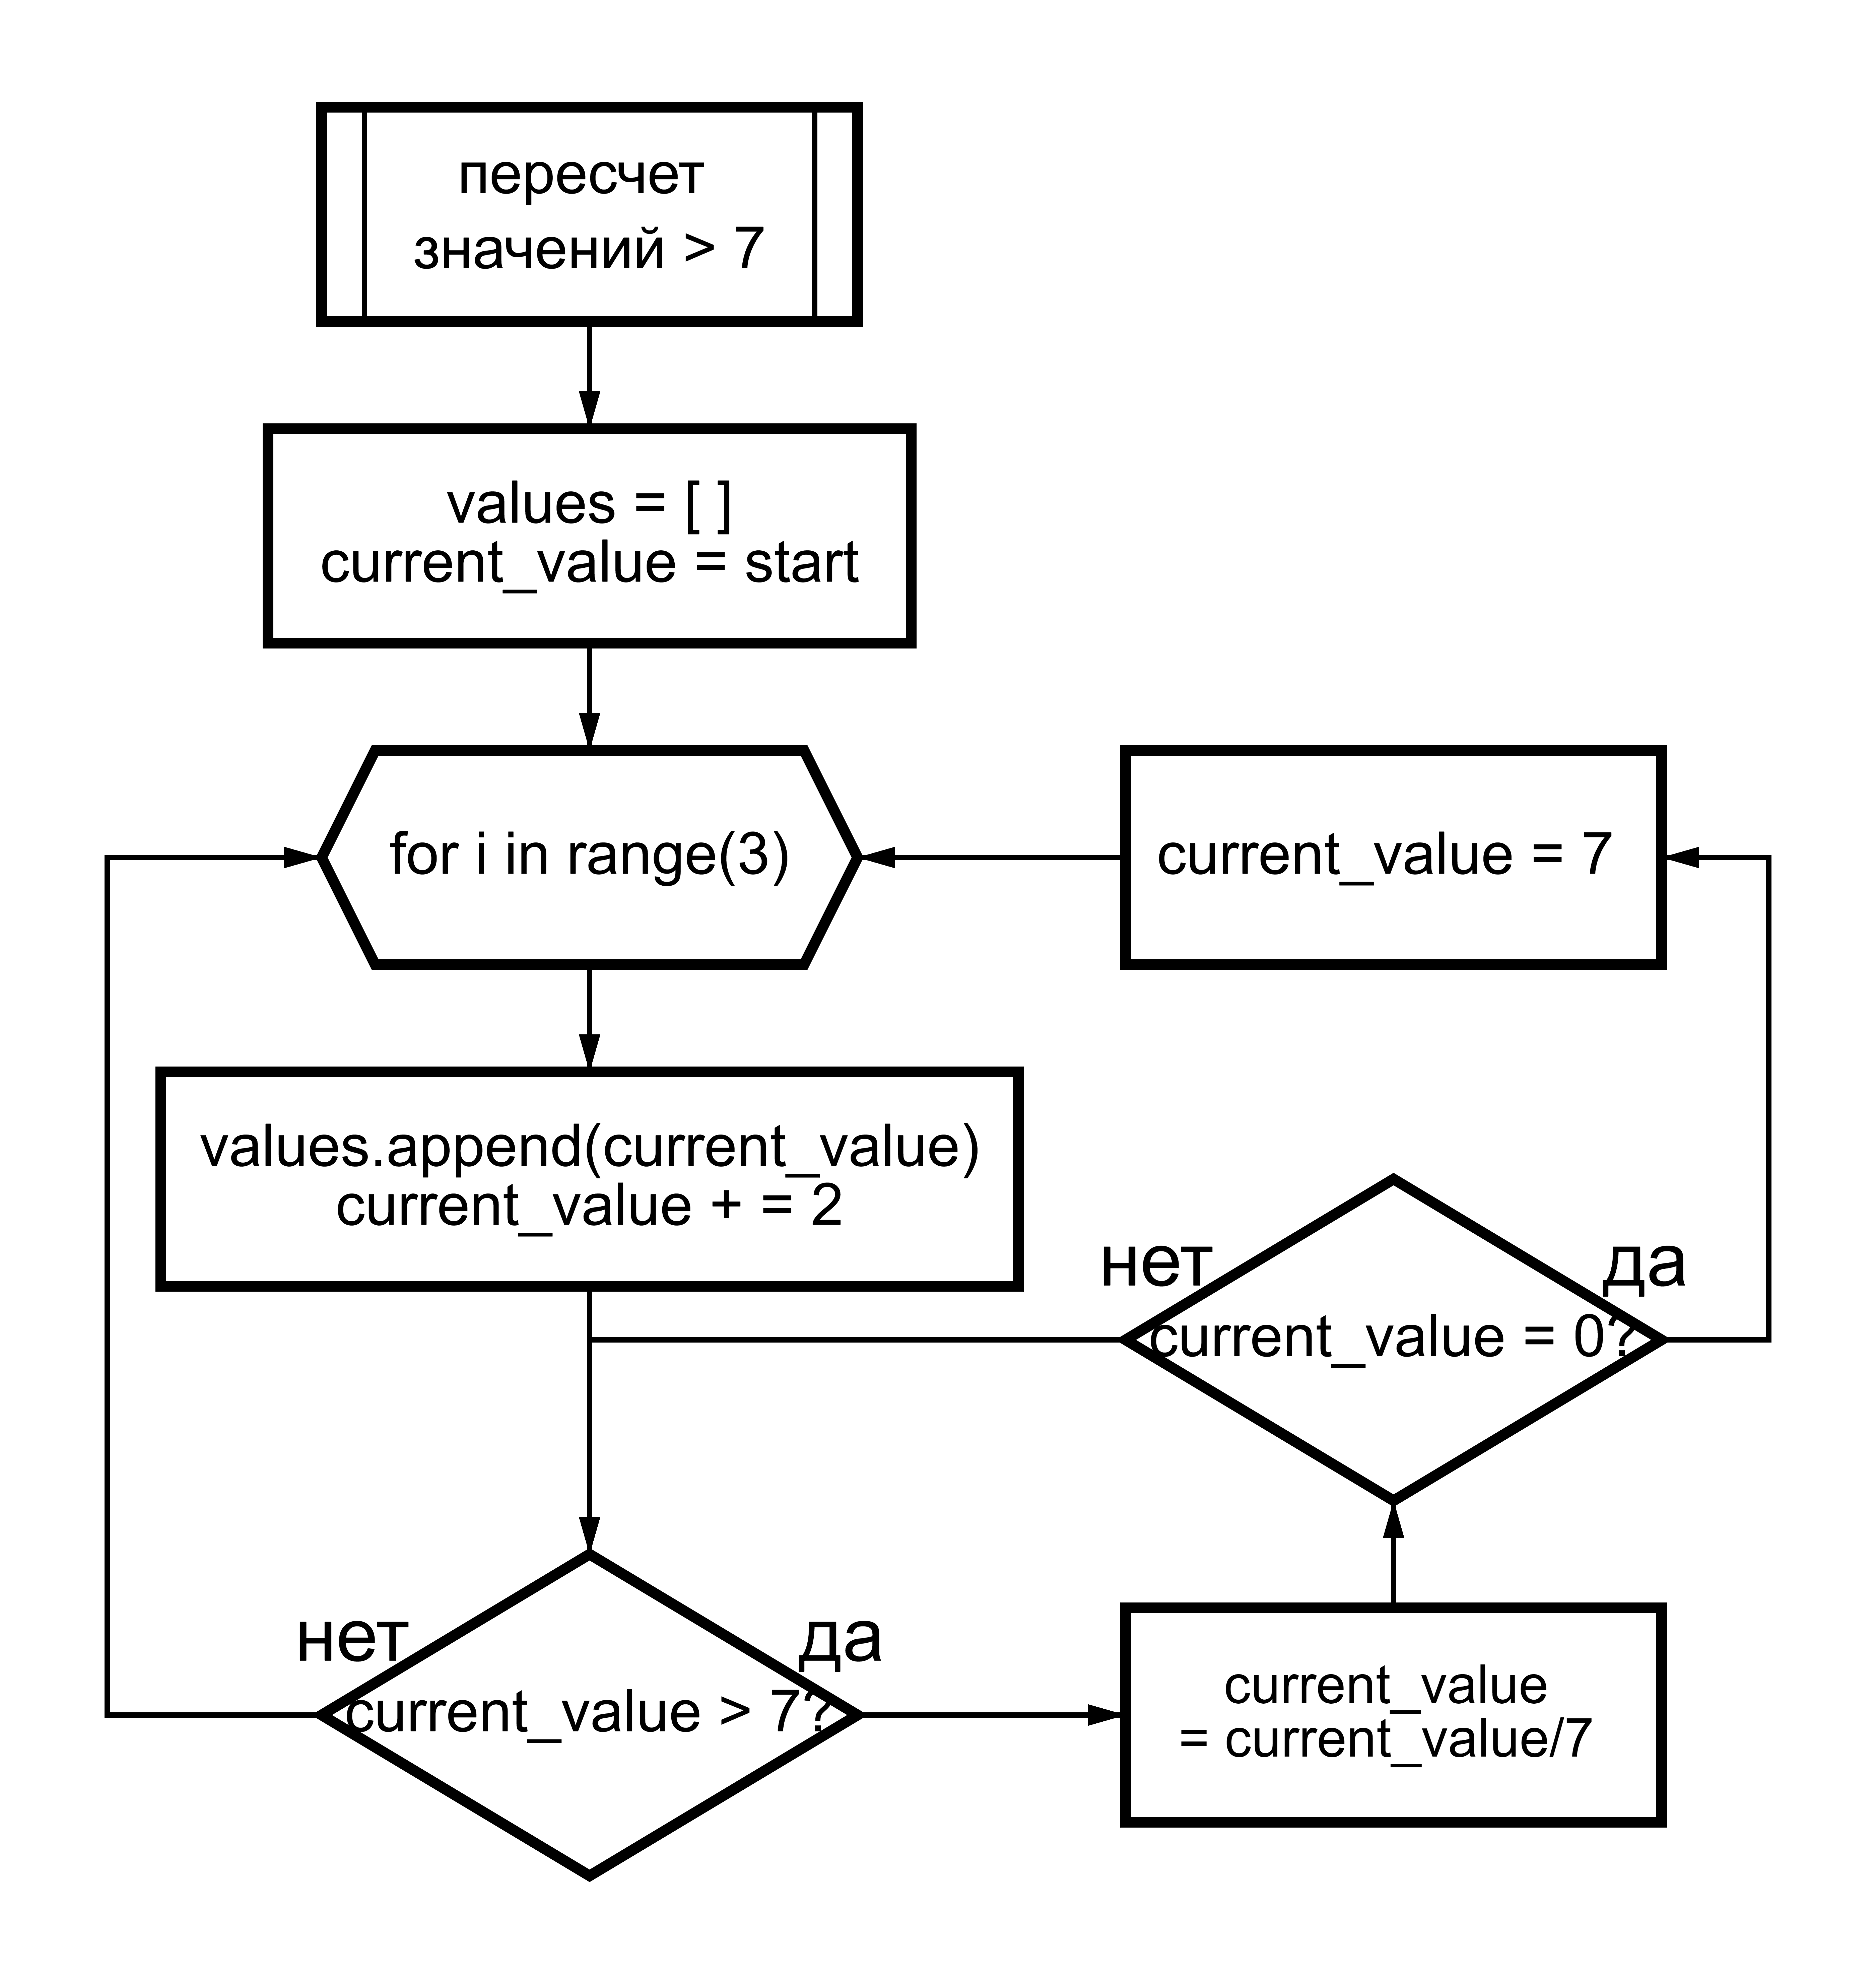 пересчет
значений > 7
values = [ ]
current_value = start
for i in range(3)
current_value = 7
values.append(current_value)
current_value + = 2
нет
да
current_value = 0?
нет
да
current_value > 7?
current_value
= current_value/7